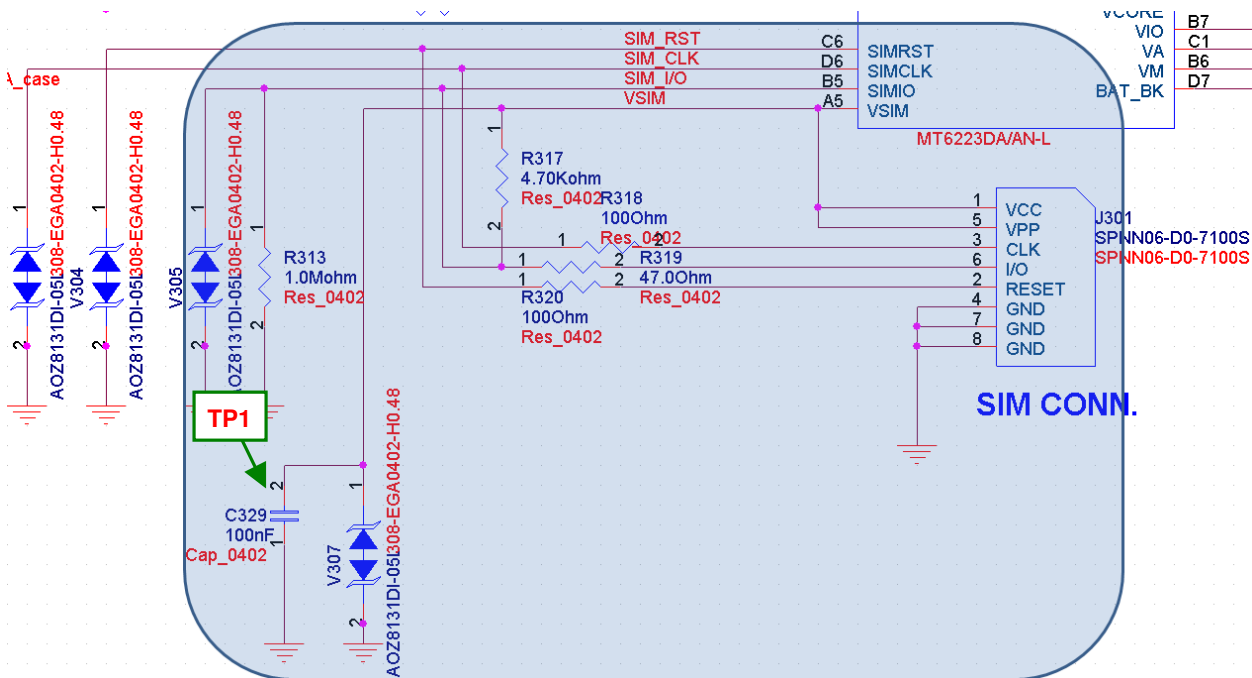 VCORE
B7
VIO
C1
VA
B6
VM
D7
BAT_BK
SIM_RST
C6
SIMRST
SIM_CLK
D6
SIMCLK
SIM_I/O
B5
SIMIO
VSIM
A5
VSIM
MT6223DA/AN-L
A_case
1
2
AOZ8131DI-05L
308-EGA0402-H0.48
V304
1
2
AOZ8131DI-05L
308-EGA0402-H0.48
V305
1
2
AOZ8131DI-05L
308-EGA0402-H0.48
1
R313
1.0Mohm
Res_0402
2
1
R317
4.70Kohm
Res_0402
2
R318
100Ohm
Res_0402
1
2
1
2
R319
47.0Ohm
Res_0402
1
2
R320
100Ohm
Res_0402
1
VCC
5
VPP
3
CLK
6
I/O
2
RESET
4
GND
7
GND
8
GND
J301
SPNN06-D0-7100S
SPNN06-D0-7100S
SIM CONN.
TP1
2
C329
100nF
Cap_0402
1
1
V307
2
AOZ8131DI-05L
308-EGA0402-H0.48